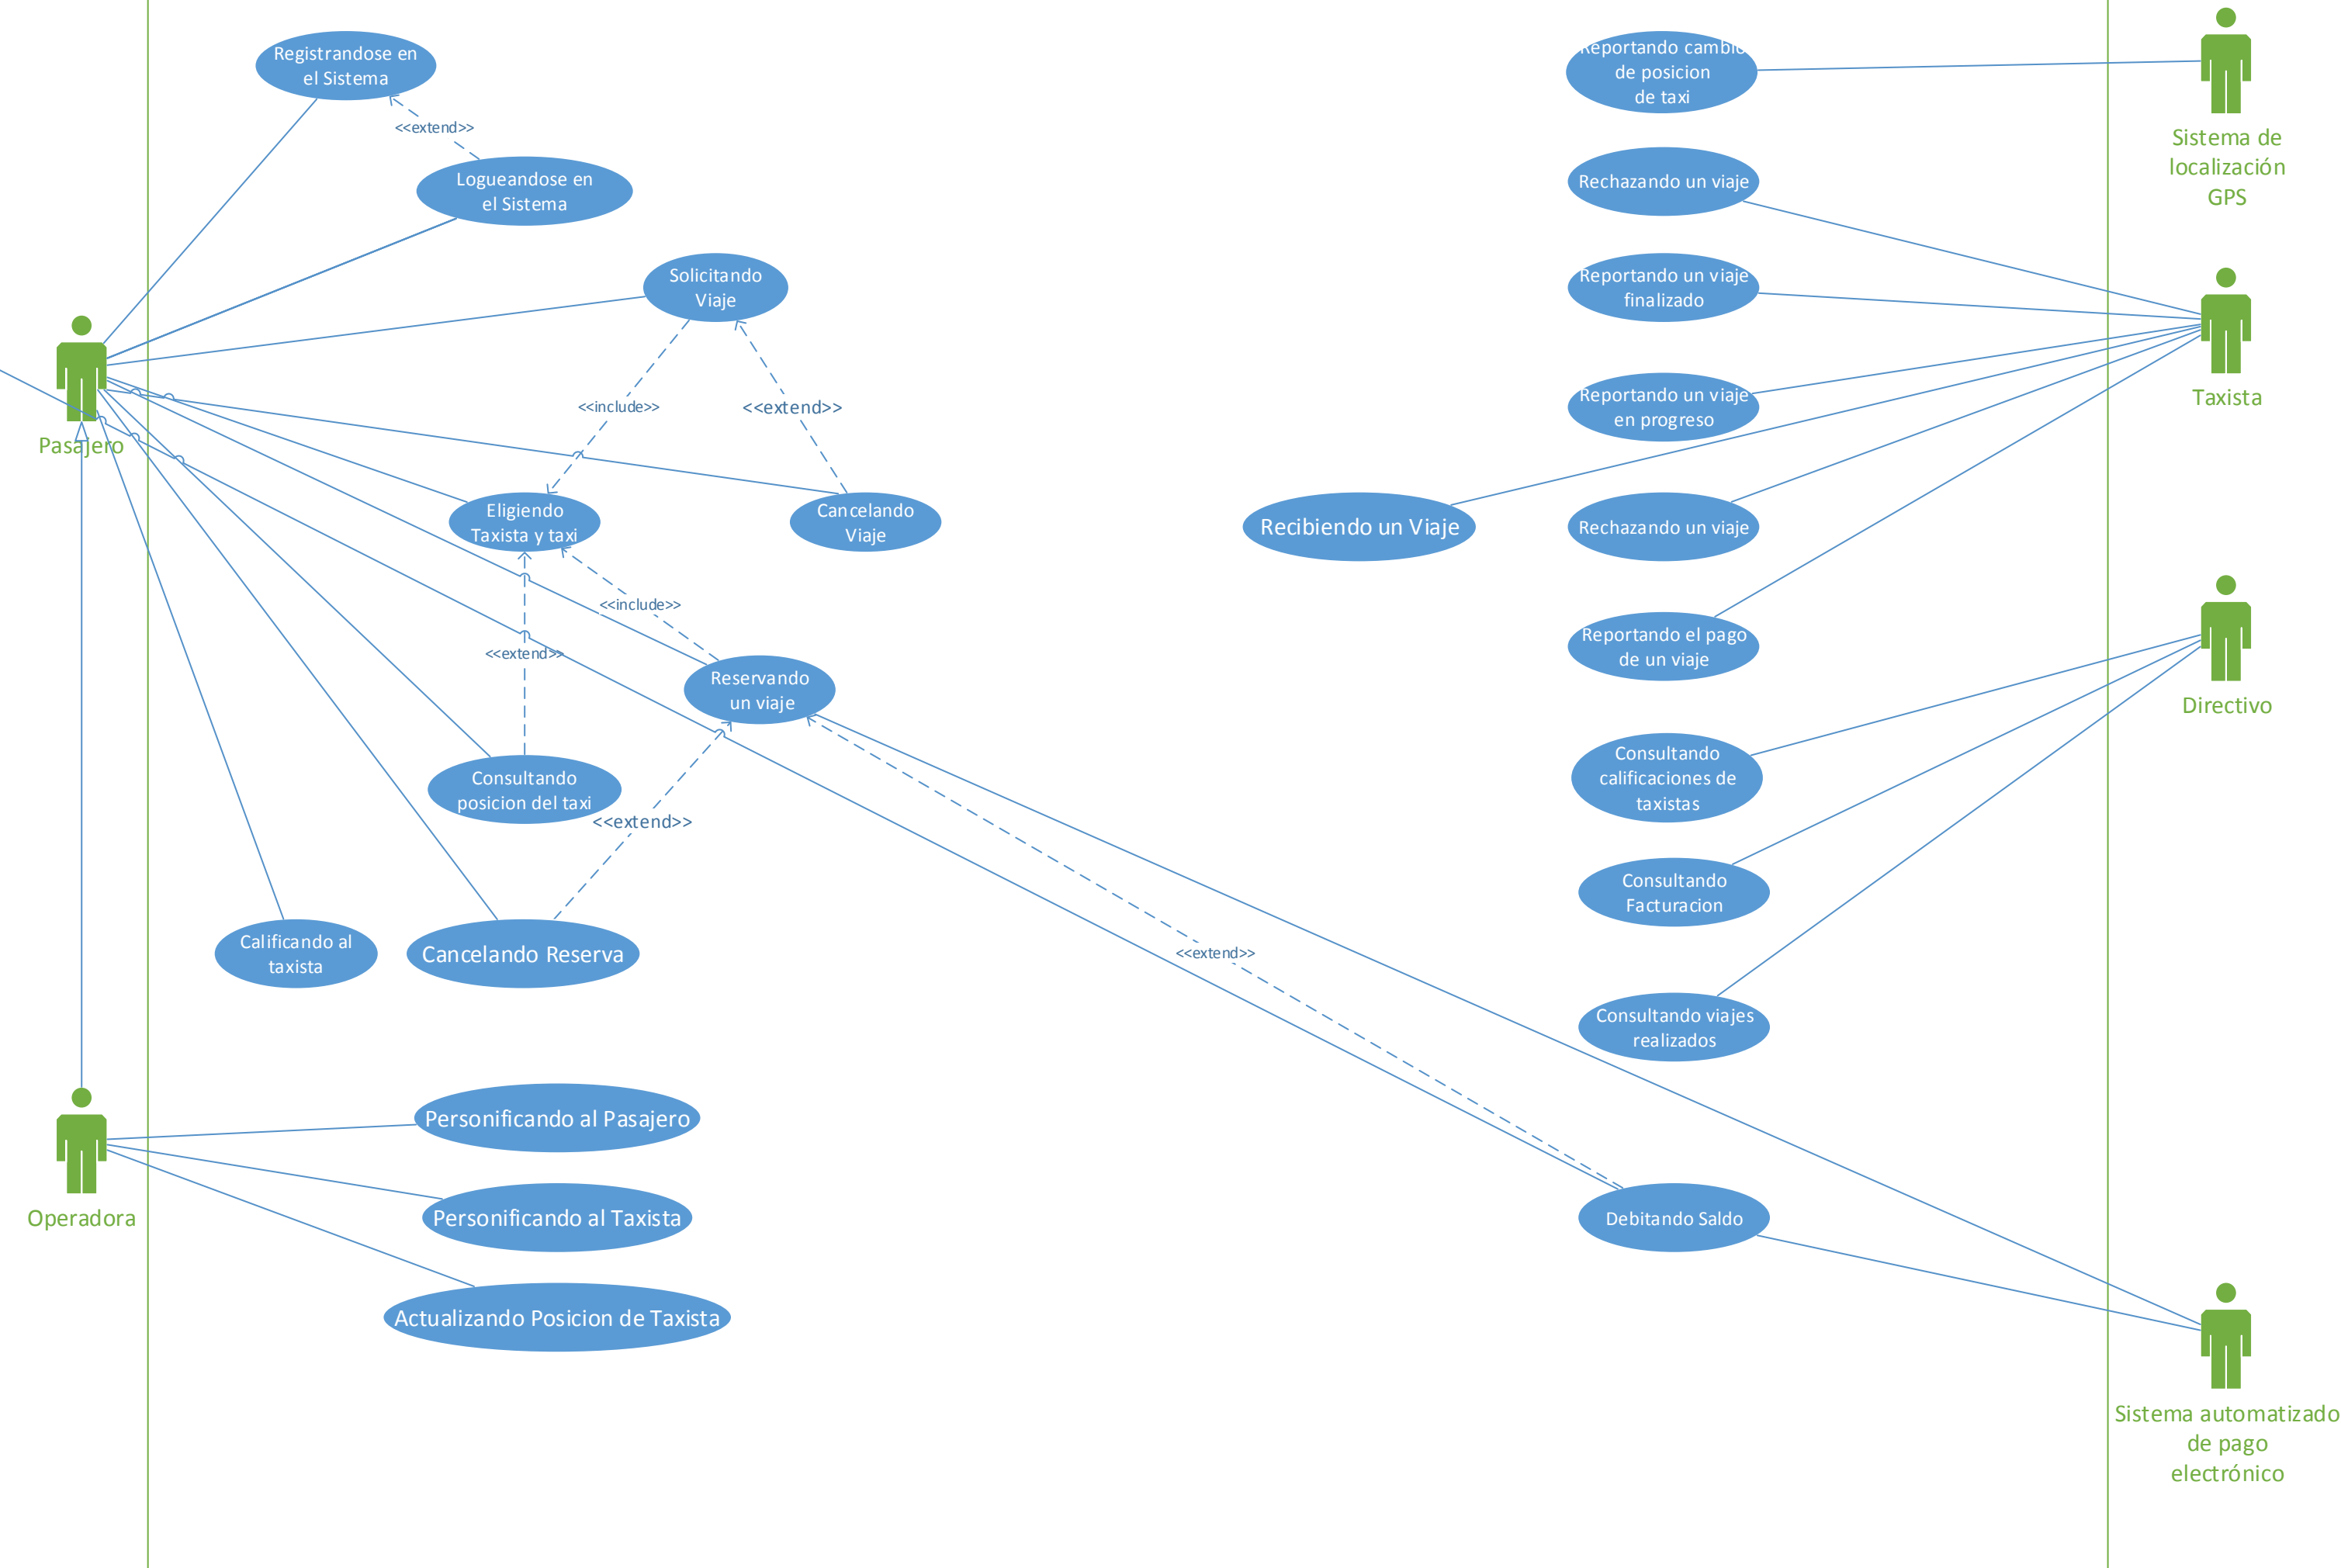 Registrandose en
el Sistema
<<extend>>
Logueandose en
el Sistema
Solicitando
Viaje
<<include>>
<<extend>>
Pasajero
Eligiendo
Taxista y taxi
Cancelando
Viaje
<<include>>
<<extend>>
Reservando
un viaje
Consultando
posicion del taxi
<<extend>>
Calificando al
taxista
Cancelando Reserva
<<extend>>
Operadora
Personificando al Pasajero
Personificando al Taxista
Actualizando Posicion de Taxista
Reportando cambio
de posicion
de taxi
Sistema de
localización
GPS
Rechazando un viaje
Reportando un viaje
finalizado
Taxista
Reportando un viaje
en progreso
Recibiendo un Viaje
Rechazando un viaje
Reportando el pago
de un viaje
Directivo
Consultando
calificaciones de
taxistas
Consultando
Facturacion
Consultando viajes
realizados
Debitando Saldo
Sistema automatizado
de pago
electrónico